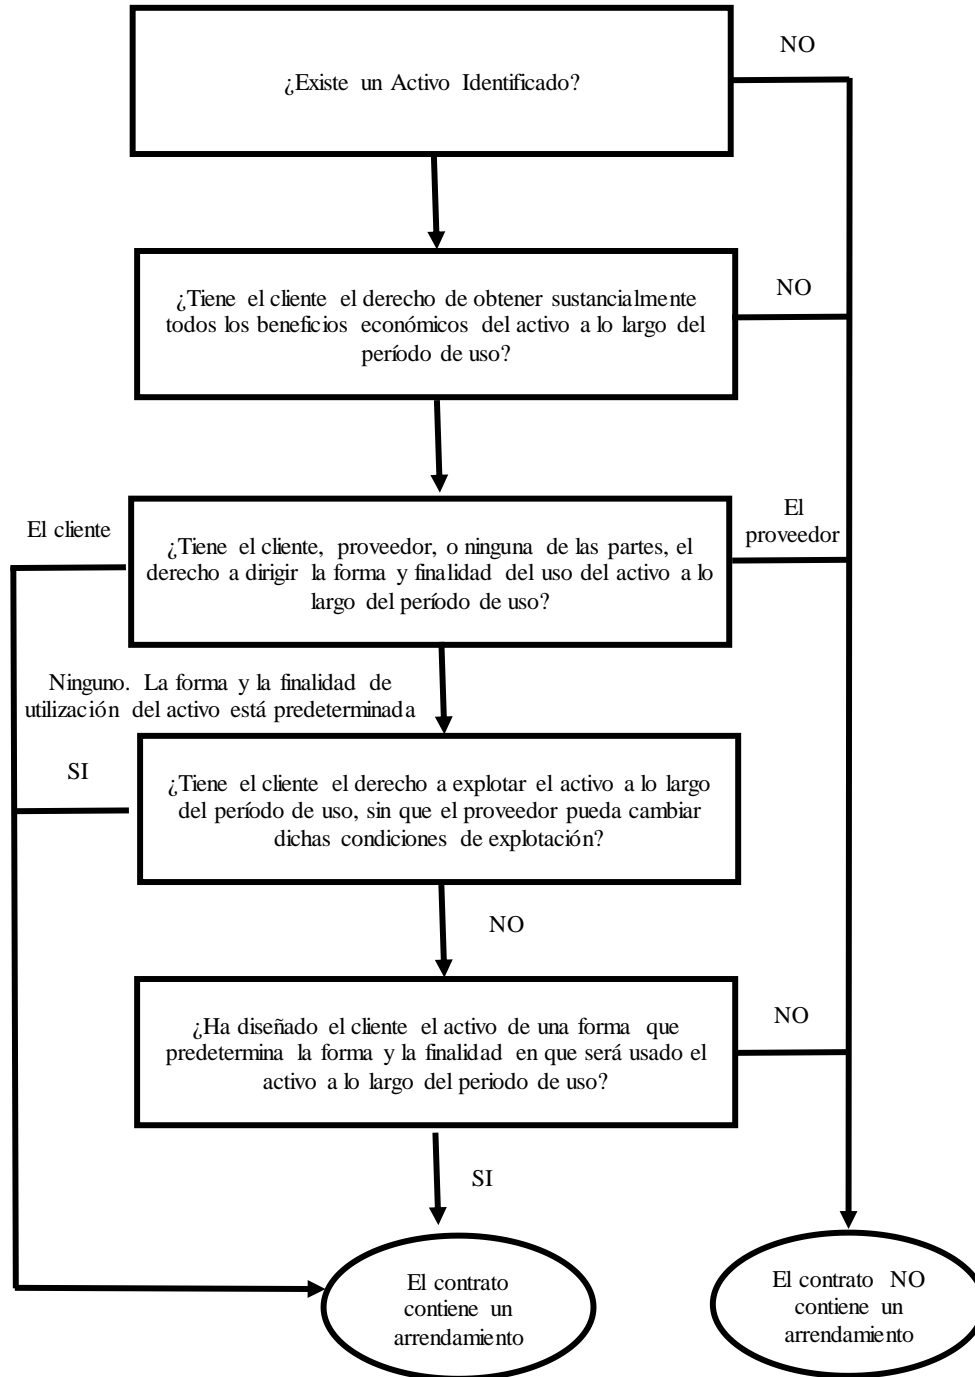 NO
¿Existe un Activo Identificado?
¿Tiene el cliente el derecho de obtener sustancialmente
todos los beneficios económicos del activo a lo largo del
período de uso?
NO
El cliente
¿Tiene el cliente, proveedor, o ninguna de las partes, el
derecho a dirigir la forma y finalidad del uso del activo a lo
largo del período de uso?
El
proveedor
Ninguno. La forma y la finalidad de
utilización del activo está predeterminada
SI
¿Tiene el cliente el derecho a explotar el activo a lo largo
del período de uso, sin que el proveedor pueda cambiar
dichas condiciones de explotación?
NO
¿Ha diseñado el cliente el activo de una forma que
predetermina la forma y la finalidad en que será usado el
activo a lo largo del periodo de uso?
NO
SI
El contrato
contiene un
arrendamiento
El contrato NO
contiene un
arrendamiento